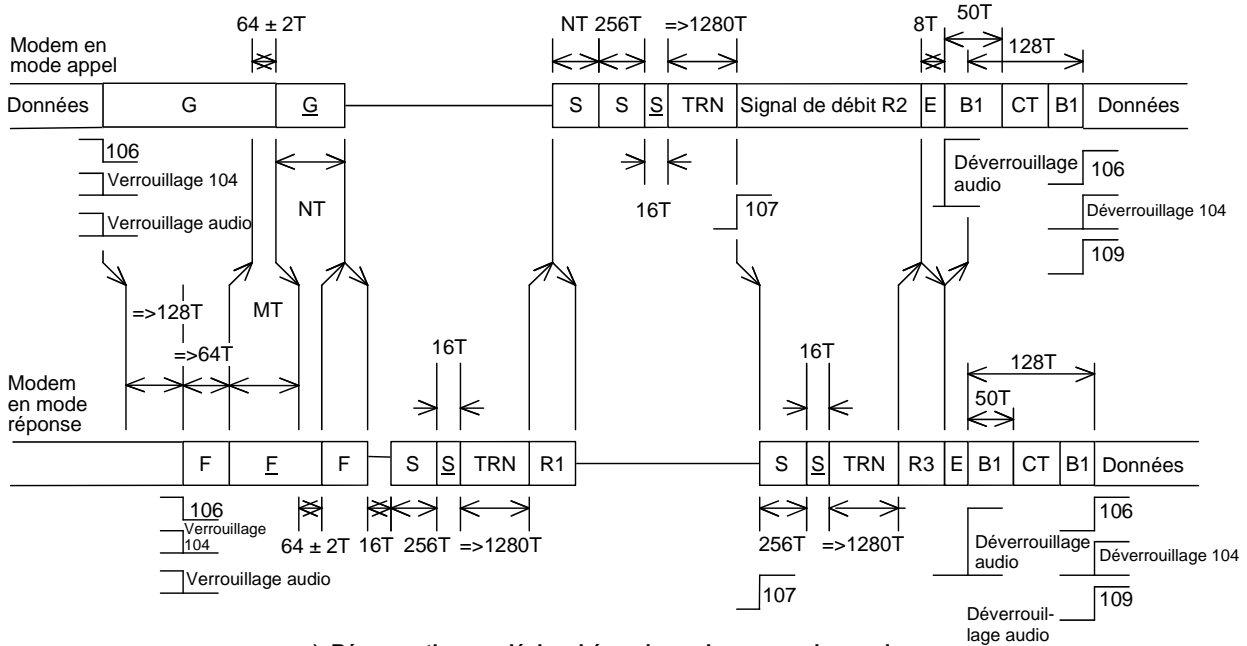 64 ± 2T
NT 256T =>1280T
8T
50T
128T
Modem en
mode appel
Données G G S S S TRN Signal de débit R2 E B1 CT B1 Données
106
Verrouillage 104
Verrouillage audio
NT
16T
107
Déverrouillage
audio
106
Déverrouillage 104
109
=>128T
MT
=>64T
16T
16T
128T
50T
Modem
en mode
réponse
F F F S S TRN R1 S S TRN R3 E B1 CT B1 Données
106
Verrouillage
104
Verrouillage audio
64 ± 2T 16T 256T =>1280T
256T =>1280T
107
Déverrouillage
audio
106
Déverrouillage 104
109
Déverrouil-
lage audio